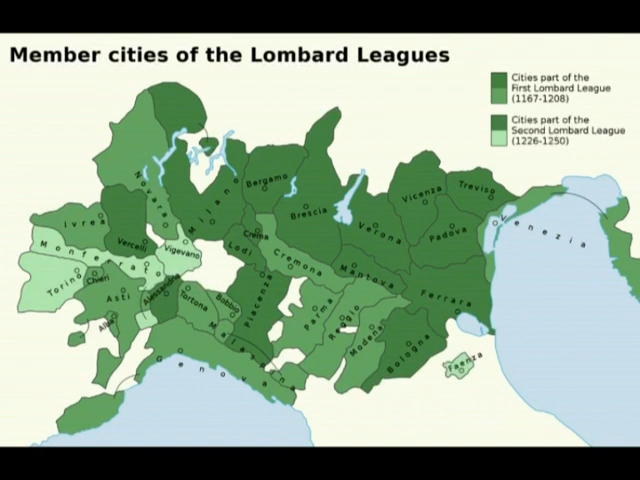 Member cities of the Lombard Leagues
Cities part of the
First Lombard League
(1167-1208)
Cities part of the
Second Lombard League
(1226-1250)
Novara
Milano
Bergamo
Brescia
Vicenza
Treviso
Ivrea
Vercelli
Vigevano
Crema
Lodi
Cremona
Verona
Padova
Venezia
Monferrato
Torino
Chieri
Asti
Alba
Alessandria
Tortona
Bobbio
Piacenza
Mantova
Ferrara
Parma
Reggio
Modena
Bologna
Faenza
Malaspina
Genova